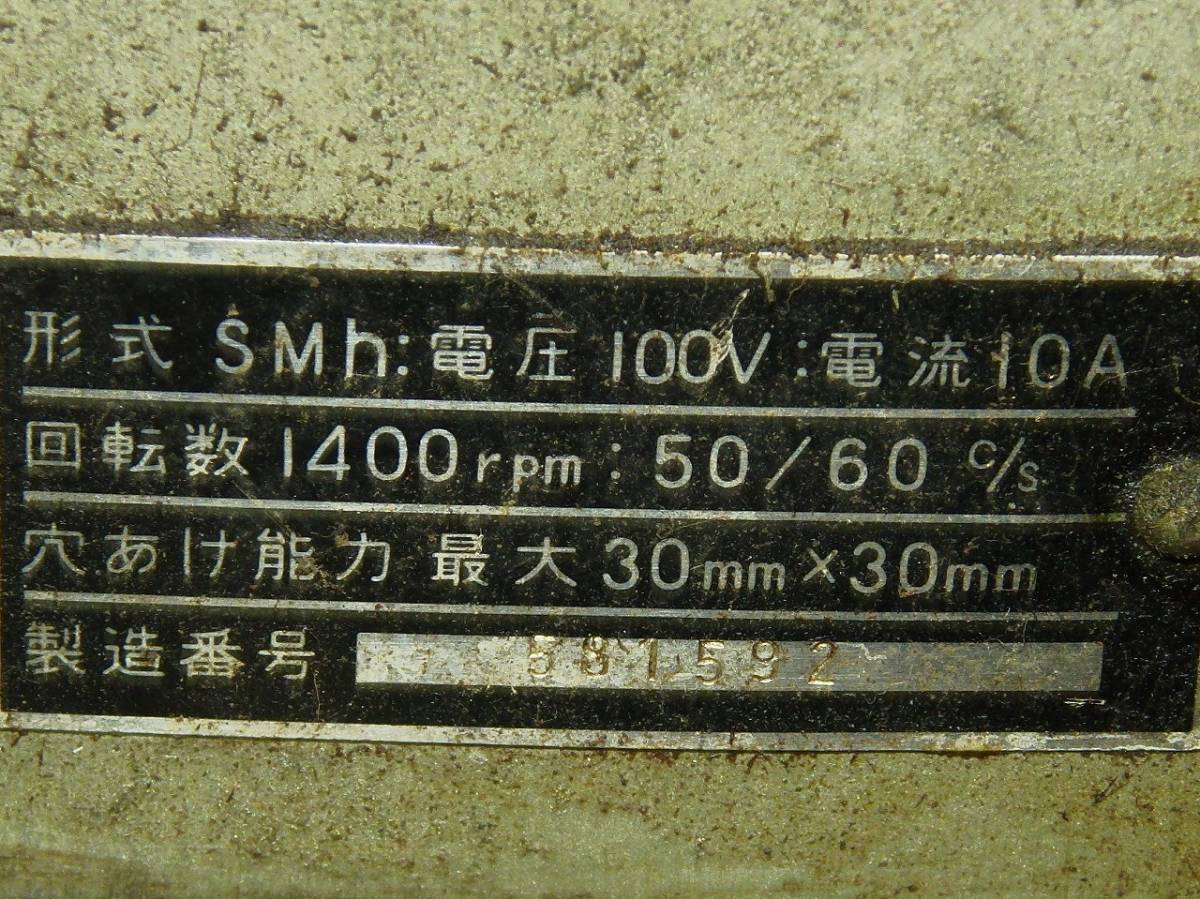 形式 SMh:電圧 100V:電流 10A
回転数 1400rpm:50/60 c/s
穴あけ能力 最大 30mm×30mm
製造番号 581592